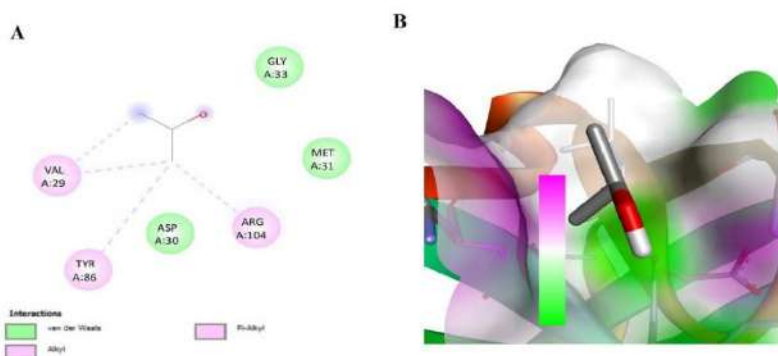 A
B
GLY
A:33
VAL
A:29
MET
A:31
ASP
A:30
ARG
A:104
TYR
A:86
Interactions
van der Waals
Pi-Alkyl
Alkyl